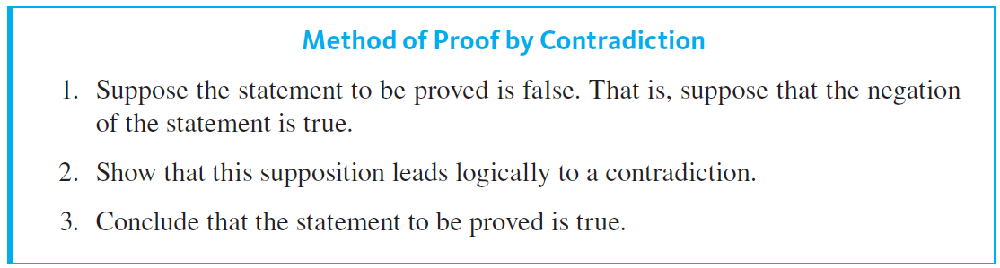 Method of Proof by Contradiction
1. Suppose the statement to be proved is false. That is, suppose that the negation
of the statement is true.
2. Show that this supposition leads logically to a contradiction.
3. Conclude that the statement to be proved is true.